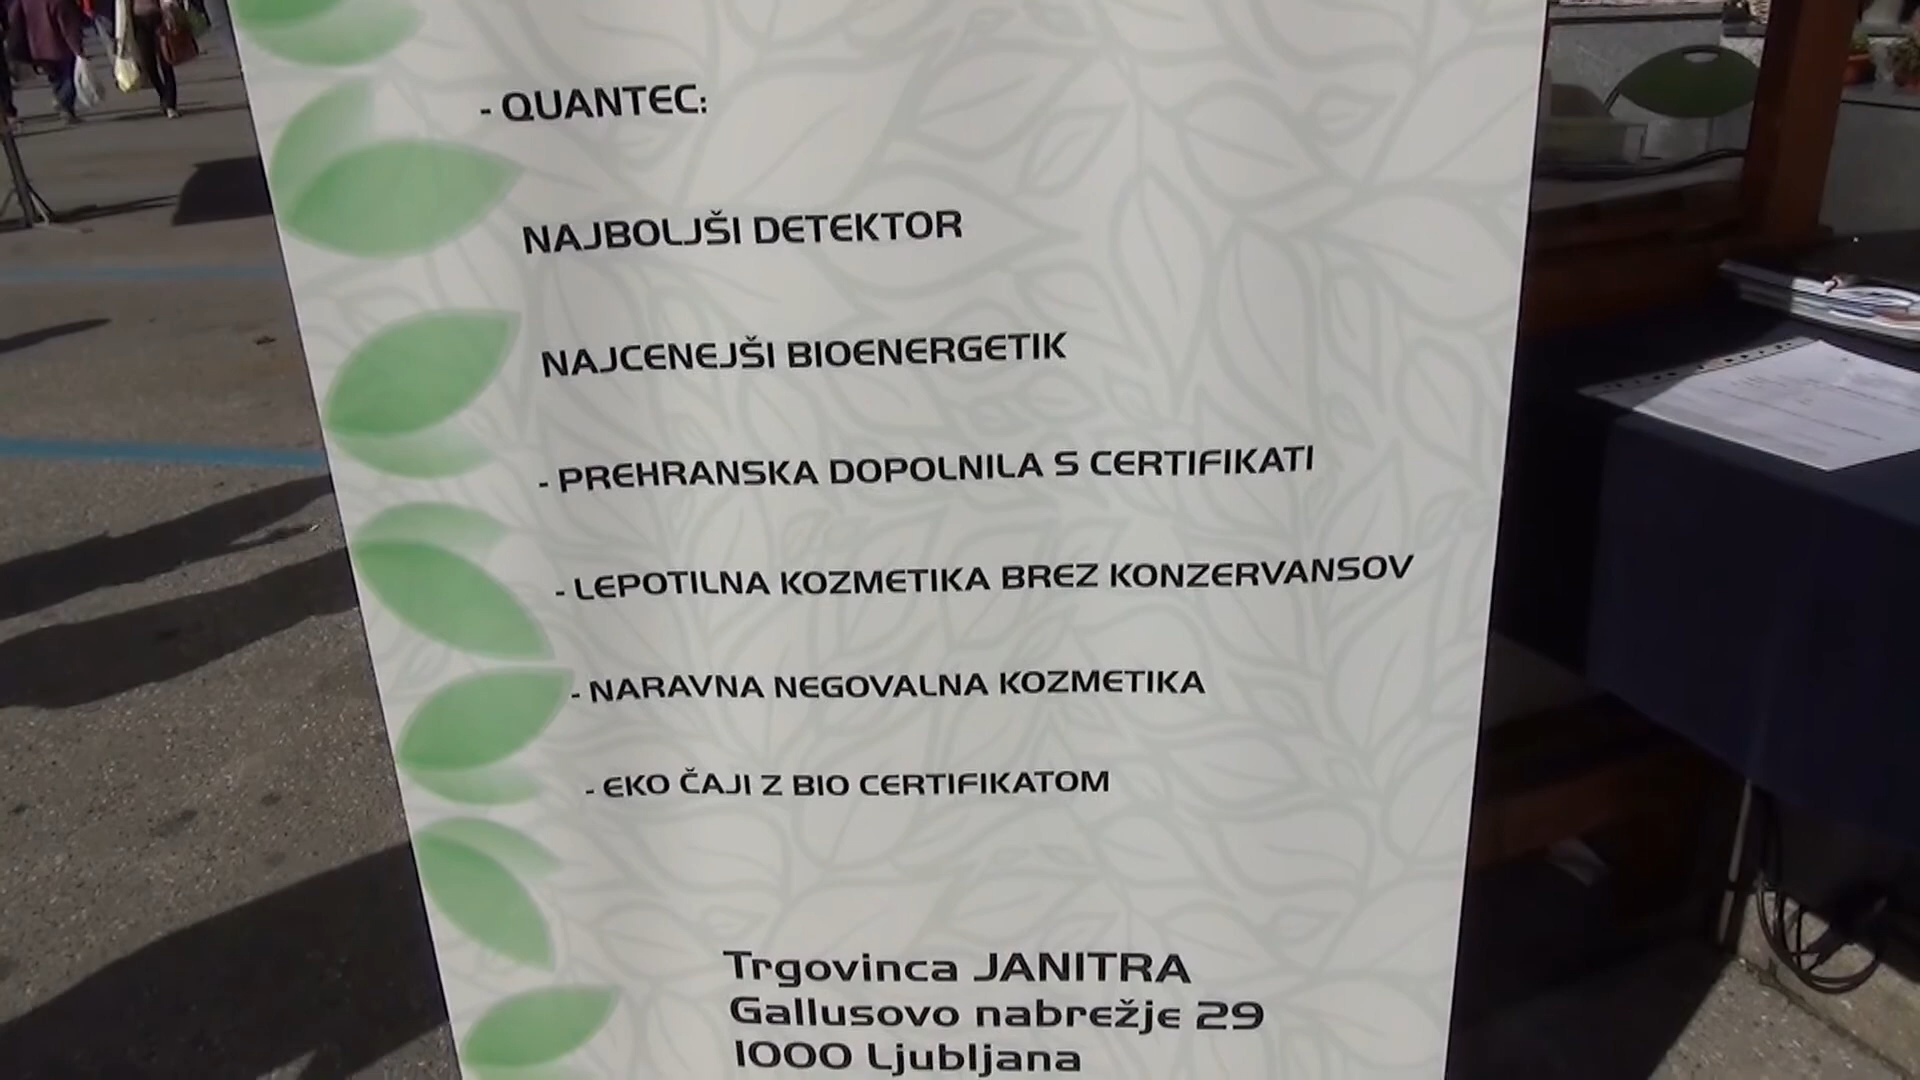 - QUANTEC:
NAJBOLJŠI DETEKTOR
NAJCENEJŠI BIOENERGETIK
- PREHRANSKA DOPOLNILA S CERTIFIKATI
- LEPOTILNA KOZMETIKA BREZ KONZERVANSOV
- NARAVNA NEGOVALNA KOZMETIKA
- EKO ČAJI Z BIO CERTIFIKATOM
Trgovinca JANITRA
Gallusovo nabrežje 29
1000 Ljubljana